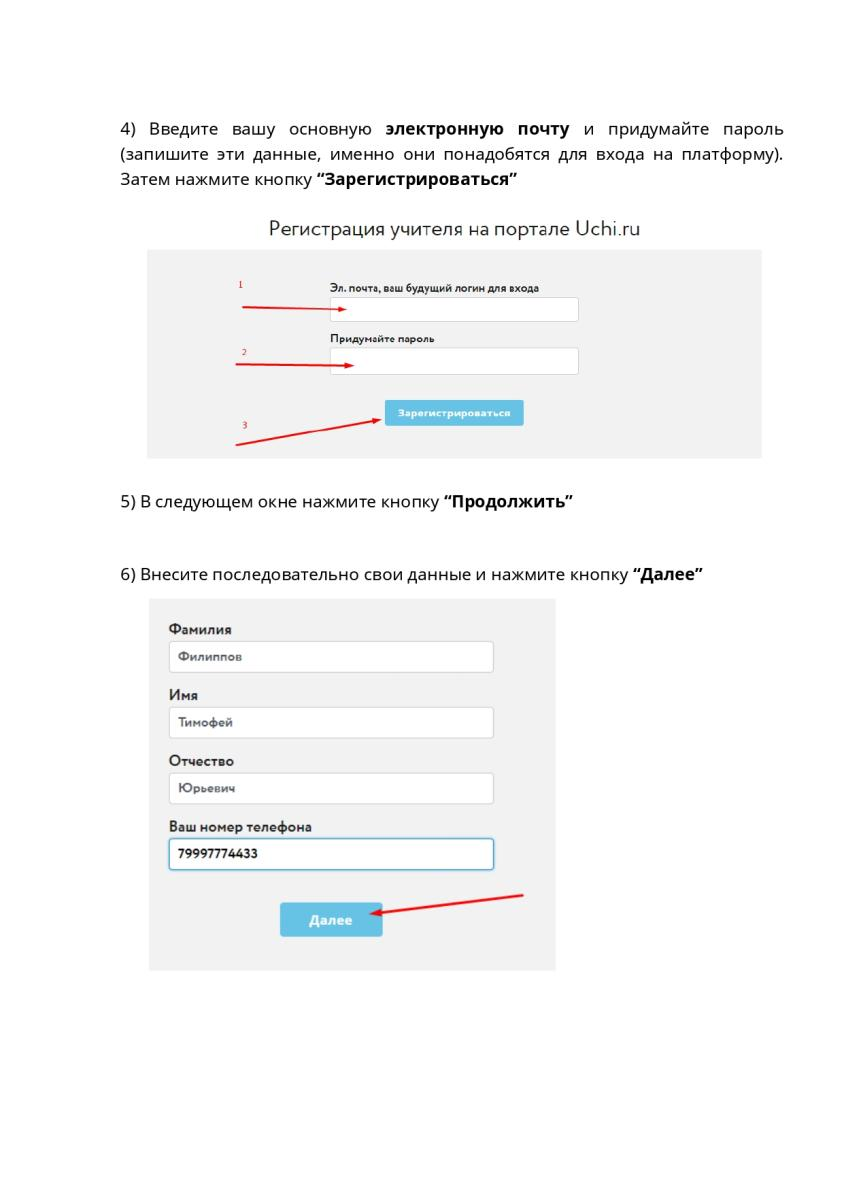 4) Введите вашу основную электронную почту и придумайте пароль
(запишите эти данные, именно они понадобятся для входа на платформу).
Затем нажмите кнопку “Зарегистрироваться”
Регистрация учителя на портале Uchi.ru
1
Эл. почта, ваш будущий логин для входа
2
Придумайте пароль
3
Зарегистрироваться
5) В следующем окне нажмите кнопку “Продолжить”
6) Внесите последовательно свои данные и нажмите кнопку “Далее”
Фамилия
Филиппов
Имя
Тимофей
Отчество
Юрьевич
Ваш номер телефона
79997774433
Далее